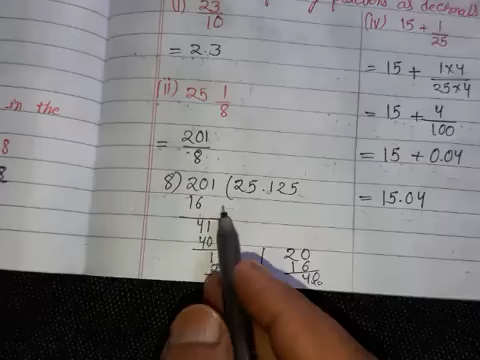 fractions as decimals
(i) 23
10
= 2.3
(ii) 25 1
8
= 201
8
8) 201 (25.125
16
41
40
1
1 20
16
40
in the
8
(iv) 15 + 1
25
= 15 + 1×4
25×4
= 15 + 4
100
= 15 + 0.04
= 15.04